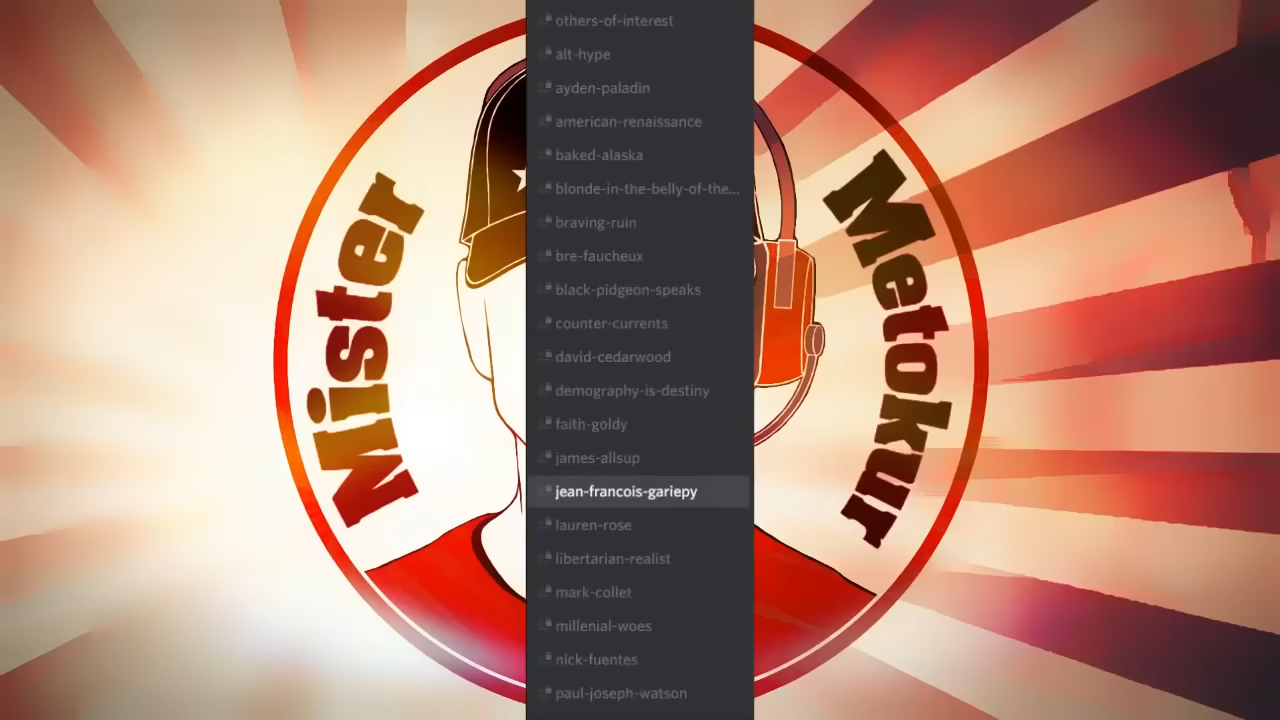 others-of-interest
alt-hype
ayden-paladin
american-renaissance
baked-alaska
blonde-in-the-belly-of-the...
braving-ruin
bre-faucheux
black-pidgeon-speaks
counter-currents
david-cedarwood
demography-is-destiny
faith-goldy
james-allsup
jean-francois-gariepy
lauren-rose
libertarian-realist
mark-collet
millenial-woes
nick-fuentes
paul-joseph-watson
Mister
Metokur